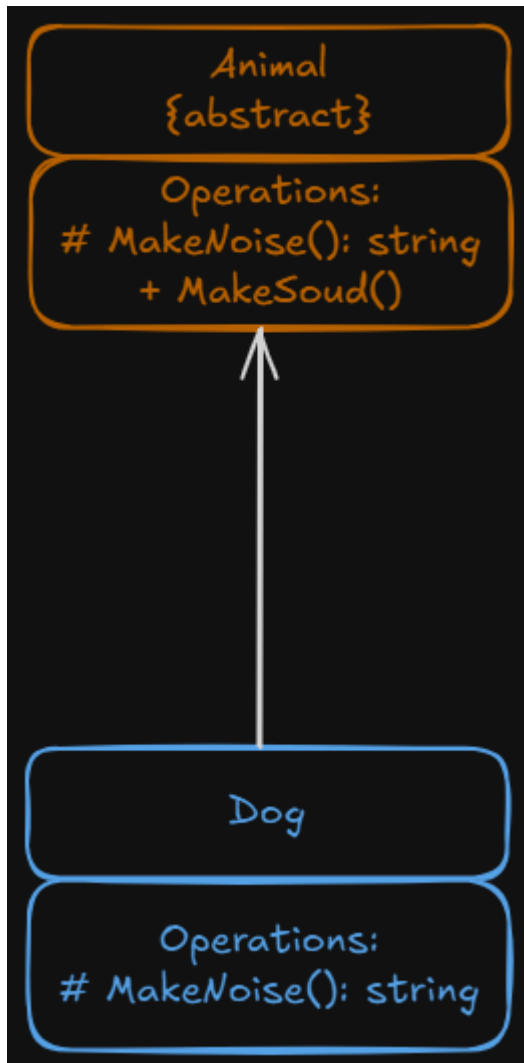 Animal
{abstract}
Operations:
# MakeNoise(): string
+ MakeSoud()
Dog
Operations:
# MakeNoise(): string